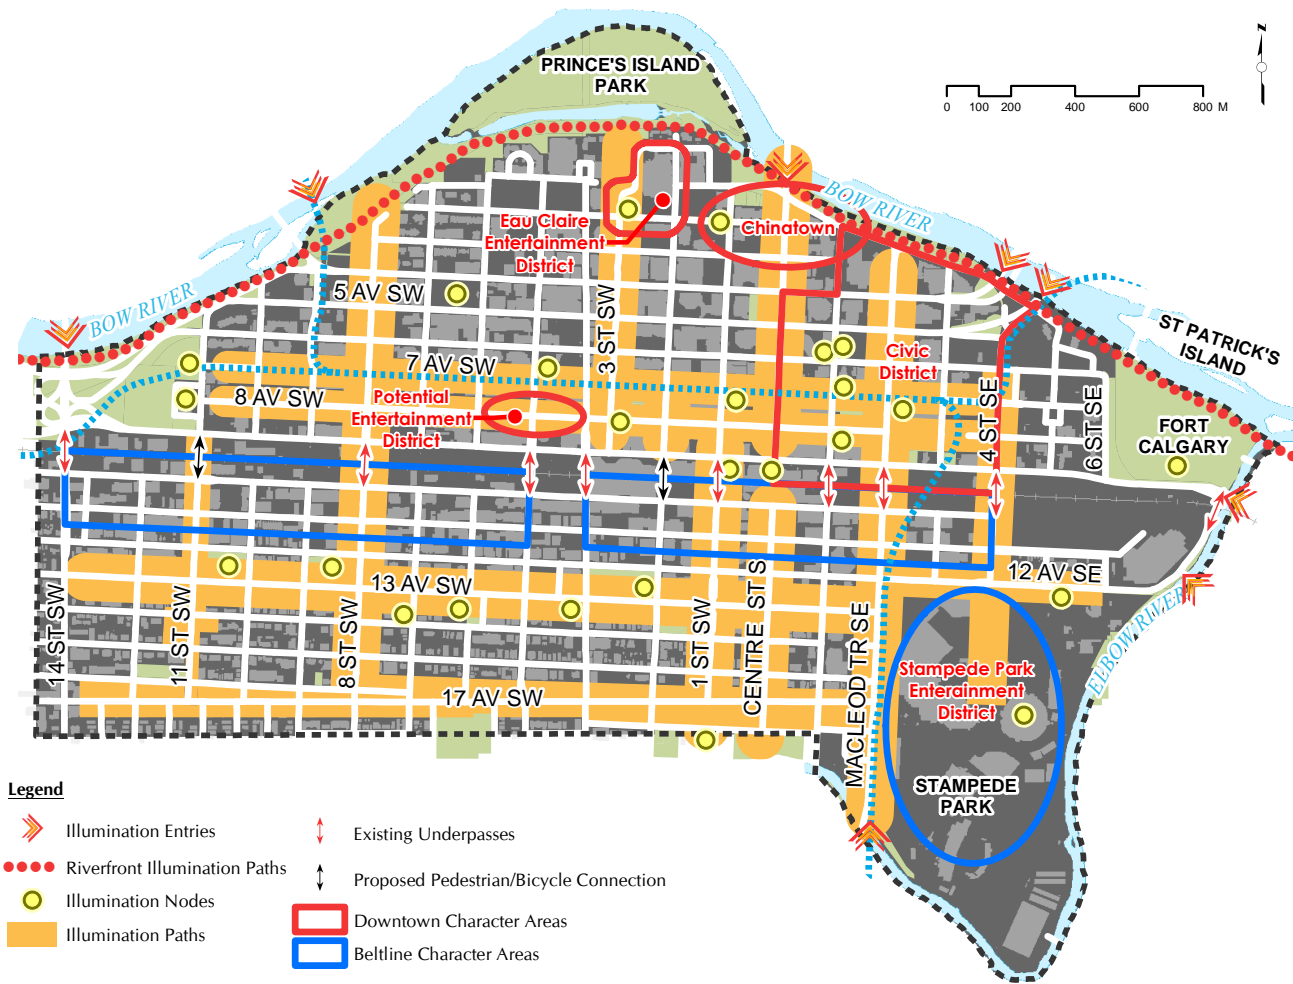 PRINCE'S ISLAND
PARK
N
0 100 200 400 600 800 M
BOW RIVER
Eau Claire
Entertainment
District
Chinatown
BOW RIVER
5 AV SW
3 ST SW
ST PATRICK'S
ISLAND
7 AV SW
Civic
District
8 AV SW
Potential
Entertainment
District
4 ST SE
6 ST SE
FORT
CALGARY
12 AV SE
13 AV SW
14 ST SW
11 ST SW
8 ST SW
1 ST SW
CENTRE ST S
MACLEOD TR SE
ELBOW RIVER
Stampede Park
Enterainment
District
17 AV SW
STAMPEDE
PARK
Legend
Illumination Entries
Riverfront Illumination Paths
Illumination Nodes
Illumination Paths
Existing Underpasses
Proposed Pedestrian/Bicycle Connection
Downtown Character Areas
Beltline Character Areas